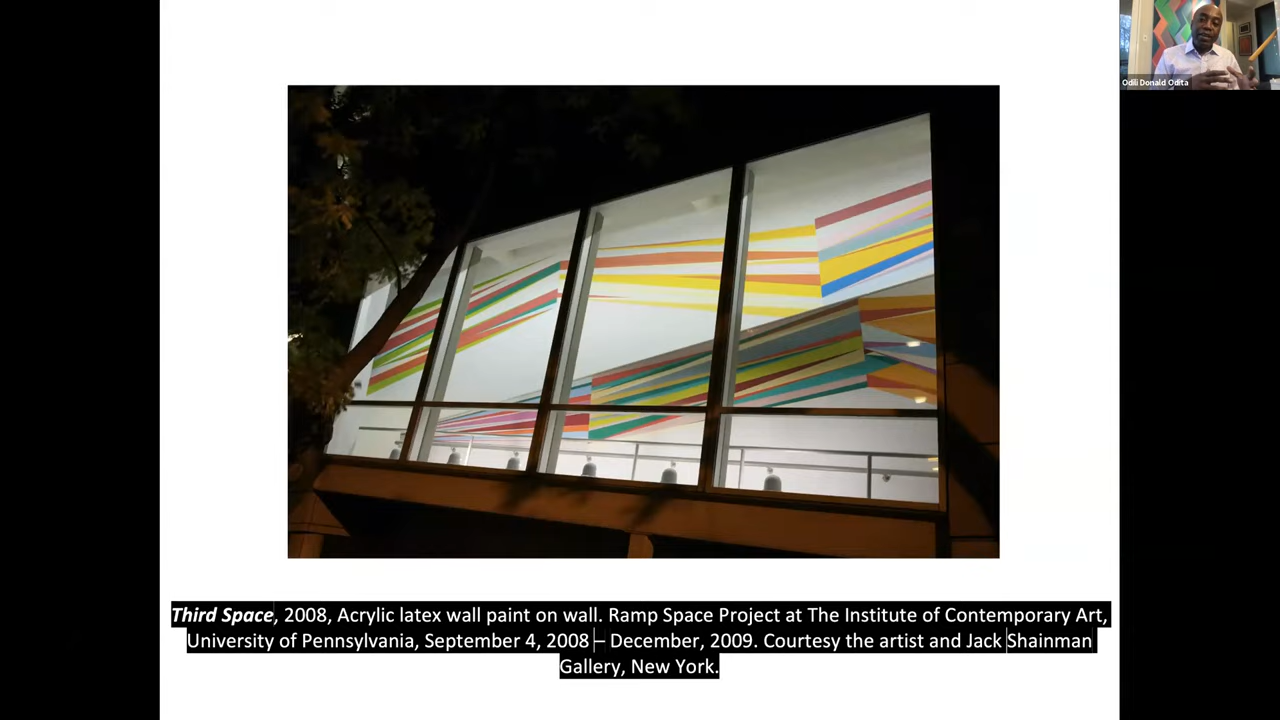 Odili Donald Odita
Third Space, 2008, Acrylic latex wall paint on wall. Ramp Space Project at The Institute of Contemporary Art,
University of Pennsylvania, September 4, 2008 – December, 2009. Courtesy the artist and Jack Shainman
Gallery, New York.